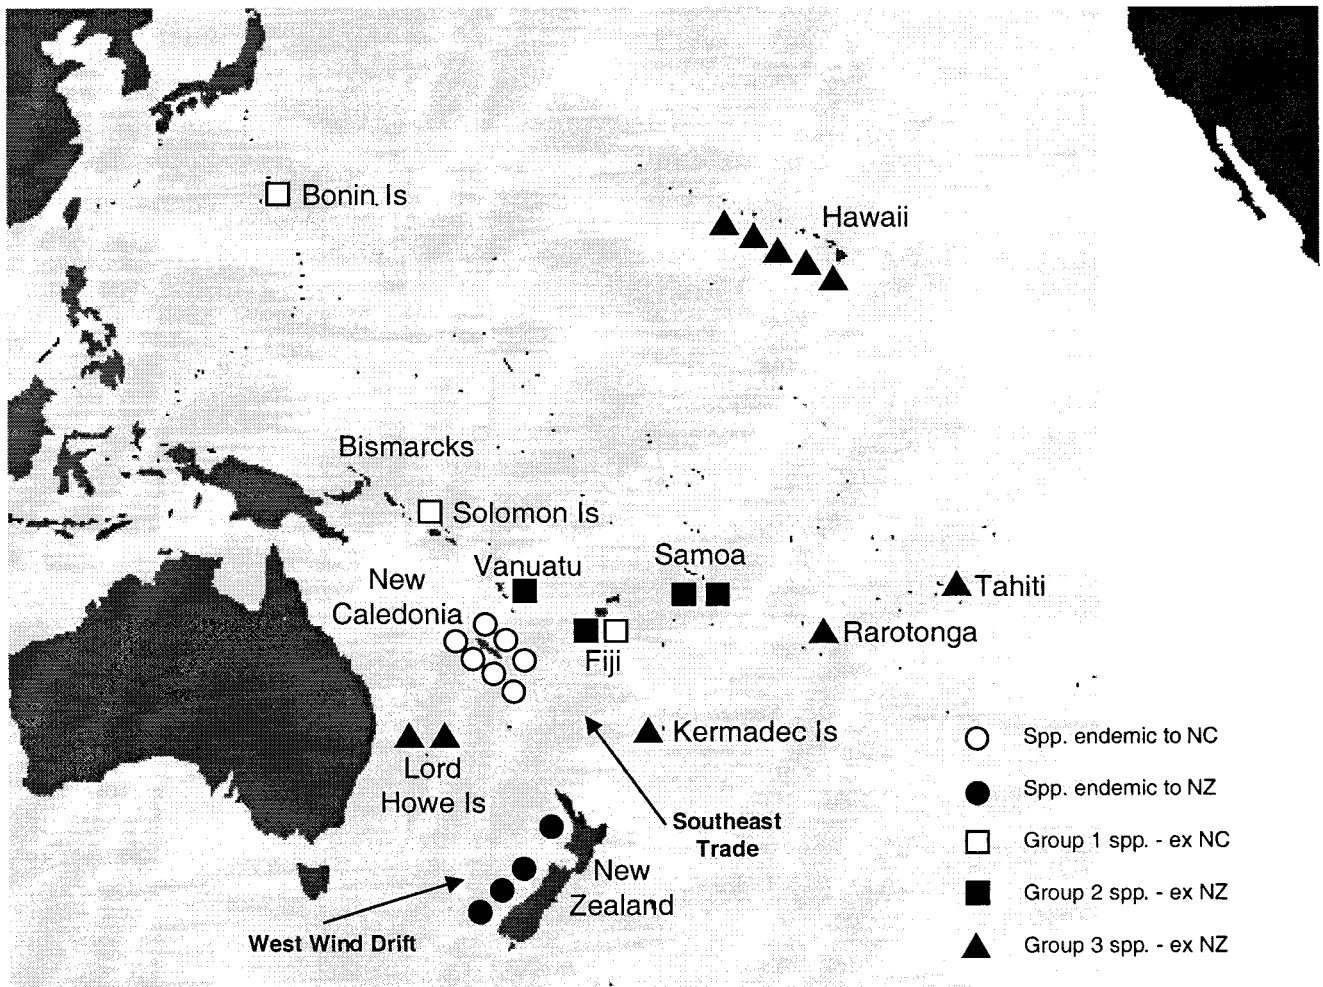 Bonin Is
Hawaii
Bismarcks
Solomon Is
Samoa
Vanuatu
New
Caledonia
Tahiti
Rarotonga
Fiji
Kermadec Is
Lord
Howe Is
Southeast
Trade
New
Zealand
West Wind Drift
Spp. endemic to NC
Spp. endemic to NZ
Group 1 spp. - ex NC
Group 2 spp. - ex NZ
Group 3 spp. - ex NZ